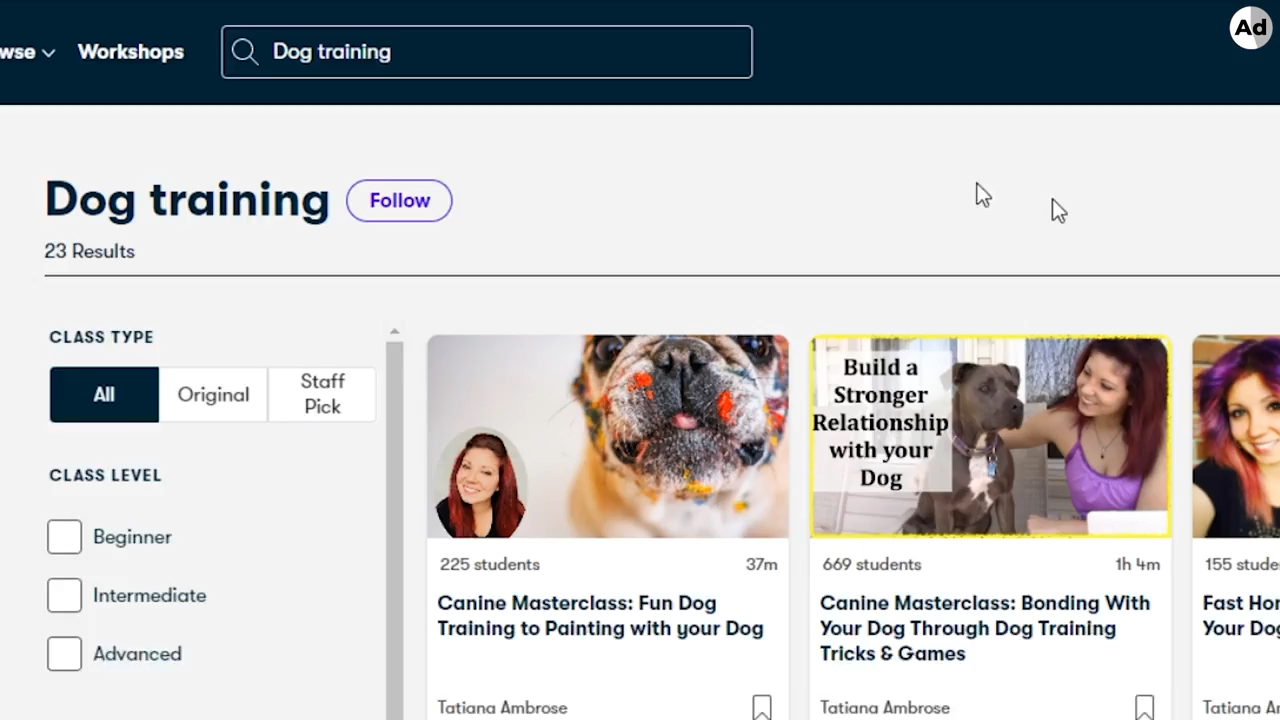 wse
Workshops
Dog training
Ad
Dog training
Follow
23 Results
CLASS TYPE
All
Original
Staff
Pick
CLASS LEVEL
Beginner
Intermediate
Advanced
225 students
37m
Canine Masterclass: Fun Dog
Training to Painting with your Dog
Tatiana Ambrose
Build a
Stronger
Relationship
with your
Dog
669 students
1h 4m
Canine Masterclass: Bonding With
Your Dog Through Dog Training
Tricks & Games
Tatiana Ambrose
155 stude
Fast Hor
Your Dog
Tatiana A